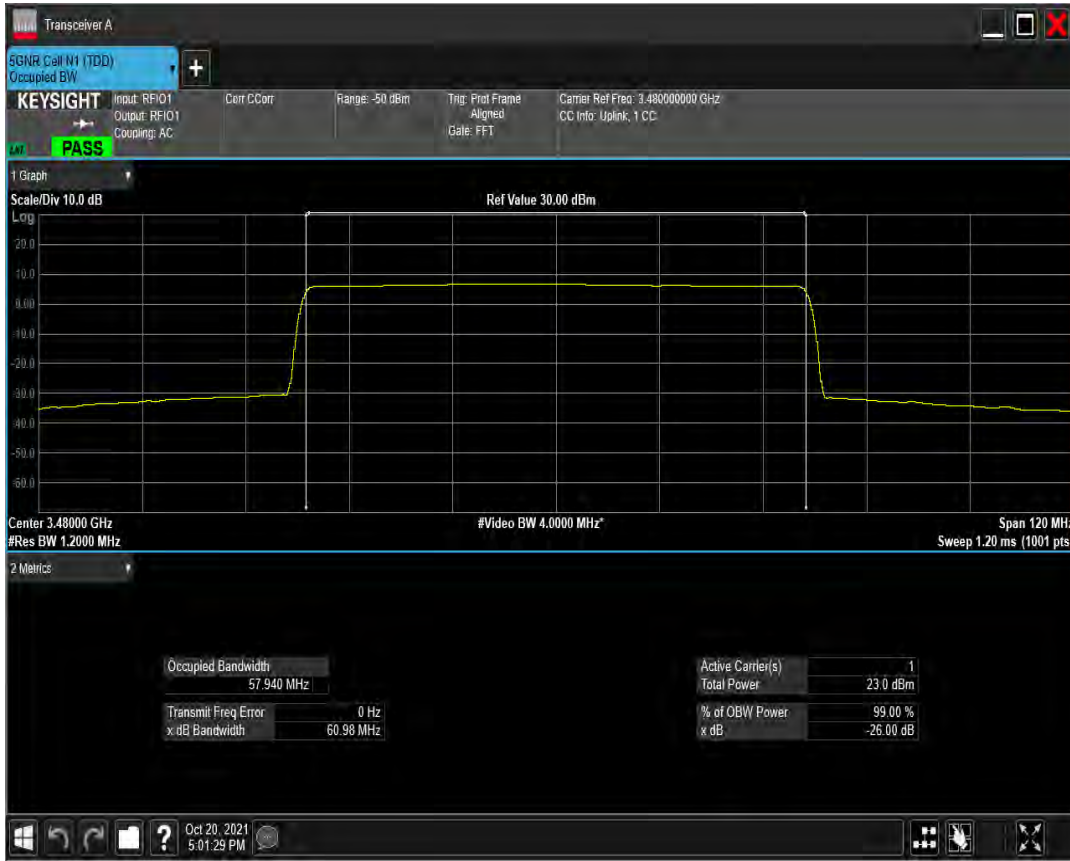 Transceiver A
5GNR Cell N1 (TDD)
Occupied BW
KEYSIGHT
Input: RFIO1
Output: RFIO1
Coupling: AC
Corr CCorr
Range: -50 dBm
Trig: Prot Frame
Aligned
Gate: FFT
Carrier Ref Freq: 3.480000000 GHz
CC Info: Uplink, 1 CC
PASS
1 Graph
Scale/Div 10.0 dB
Ref Value 30.00 dBm
Log
20.0
10.0
0.00
-10.0
-20.0
-30.0
-40.0
-50.0
-60.0
Center 3.48000 GHz
#Video BW 4.0000 MHz*
Span 120 MHz
#Res BW 1.2000 MHz
Sweep 1.20 ms (1001 pts
2 Metrics
Occupied Bandwidth
57.940 MHz
Transmit Freq Error 0 Hz
x dB Bandwidth 60.98 MHz
Active Carrier(s) 1
Total Power 23.0 dBm
% of OBW Power 99.00 %
x dB -26.00 dB
? Oct 20, 2021
5:01:29 PM